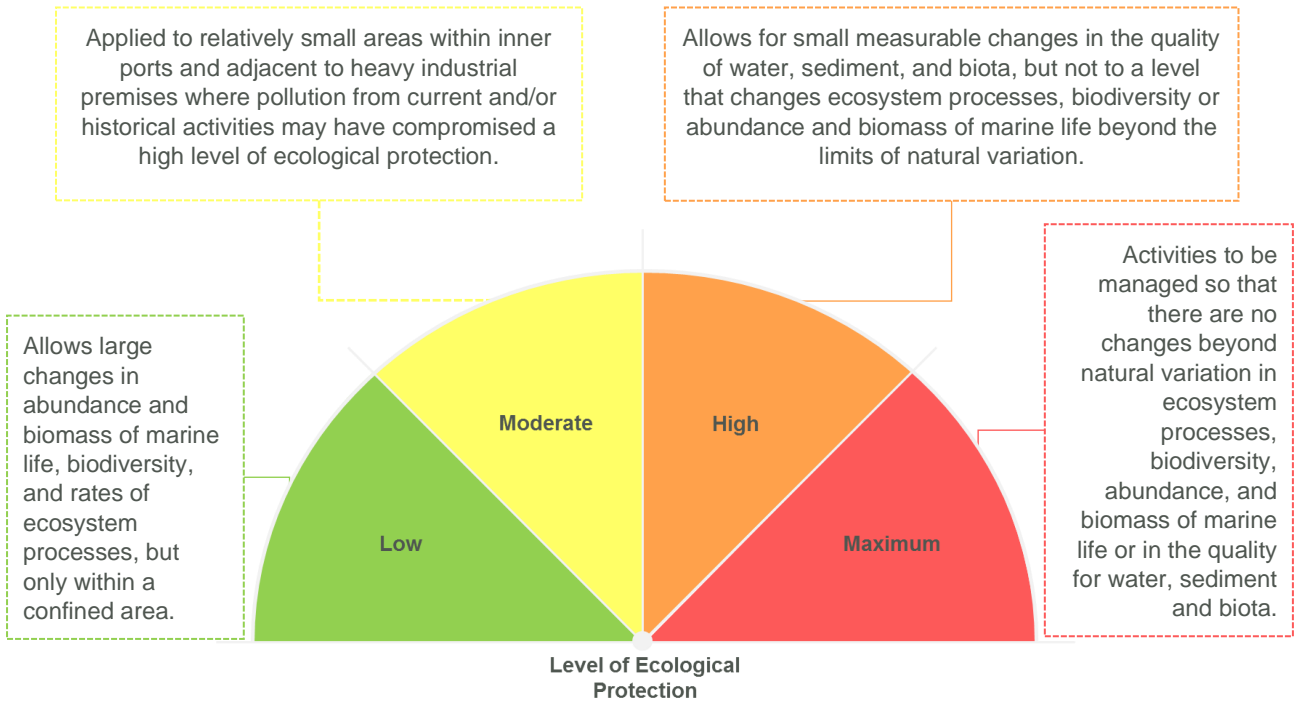 Applied to relatively small areas within inner
ports and adjacent to heavy industrial
premises where pollution from current and/or
historical activities may have compromised a
high level of ecological protection.
Allows for small measurable changes in the quality
of water, sediment, and biota, but not to a level
that changes ecosystem processes, biodiversity or
abundance and biomass of marine life beyond the
limits of natural variation.
Allows large
changes in
abundance and
biomass of marine
life, biodiversity,
and rates of
ecosystem
processes, but
only within a
confined area.
Activities to be
managed so that
there are no
changes beyond
natural variation in
ecosystem
processes,
biodiversity,
abundance, and
biomass of marine
life or in the quality
for water, sediment
and biota.
Low
Moderate
High
Maximum
Level of Ecological
Protection